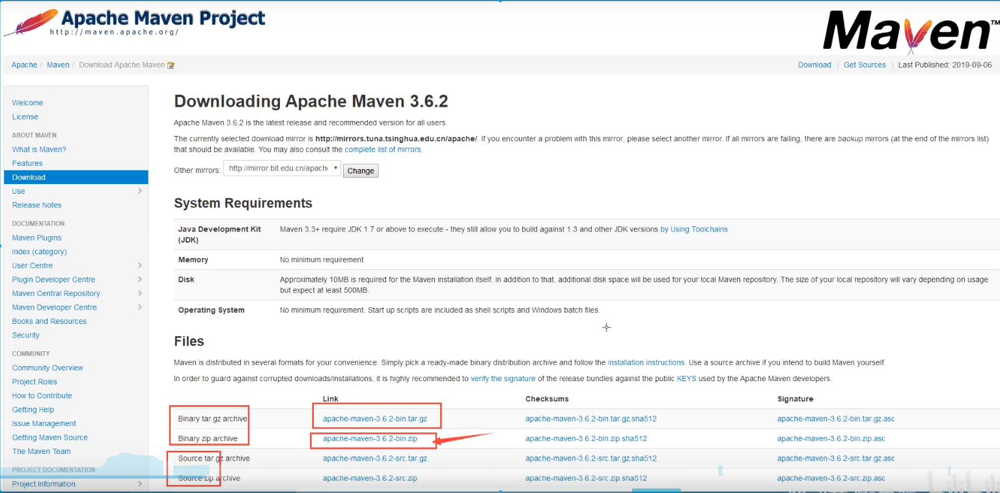 Apache Maven Project
http://maven.apache.org/
Maven™
Apache / Maven / Download Apache Maven
Download | Get Sources | Last Published: 2019-09-06
Welcome
License
ABOUT MAVEN
What is Maven?
Features
Download
Use
Release Notes
DOCUMENTATION
Maven Plugins
Index (category)
User Centre
Plugin Developer Centre
Maven Central Repository
Maven Developer Centre
Books and Resources
Security
COMMUNITY
Community Overview
Project Roles
How to Contribute
Getting Help
Issue Management
Getting Maven Source
The Maven Team
PROJECT DOCUMENTATION
Project Information
Downloading Apache Maven 3.6.2
Apache Maven 3.6.2 is the latest release and recommended version for all users.
The currently selected download mirror is http://mirrors.tuna.tsinghua.edu.cn/apache/. If you encounter a problem with this mirror, please select another mirror. If all mirrors are failing, there are backup mirrors (at the end of the mirrors list)
that should be available. You may also consult the complete list of mirrors.
Other mirrors: http://mirror.bit.edu.cn/apach Change
System Requirements
Java Development Kit Maven 3.3+ require JDK 1.7 or above to execute - they still allow you to build against 1.3 and other JDK versions by Using Toolchains
(JDK)
Memory No minimum requirement
Disk Approximately 10MB is required for the Maven installation itself. In addition to that, additional disk space will be used for your local Maven repository. The size of your local repository will vary depending on usage
but expect at least 500MB.
Operating System No minimum requirement. Start up scripts are included as shell scripts and Windows batch files.
Files
Maven is distributed in several formats for your convenience. Simply pick a ready-made binary distribution archive and follow the installation instructions. Use a source archive if you intend to build Maven yourself.
In order to guard against corrupted downloads/installations, it is highly recommended to verify the signature of the release bundles against the public KEYS used by the Apache Maven developers.
Link Checksums Signature
Binary tar.gz archive apache-maven-3.6.2-bin.tar.gz apache-maven-3.6.2-bin.tar.gz.sha512 apache-maven-3.6.2-bin.tar.gz.asc
Binary zip archive apache-maven-3.6.2-bin.zip apache-maven-3.6.2-bin.zip.sha512 apache-maven-3.6.2-bin.zip.asc
Source tar.gz archive apache-maven-3.6.2-src.tar.gz apache-maven-3.6.2-src.tar.gz.sha512 apache-maven-3.6.2-src.tar.gz.asc
Source zip archive apache-maven-3.6.2-src.zip apache-maven-3.6.2-src.zip.sha512 apache-maven-3.6.2-src.zip.asc